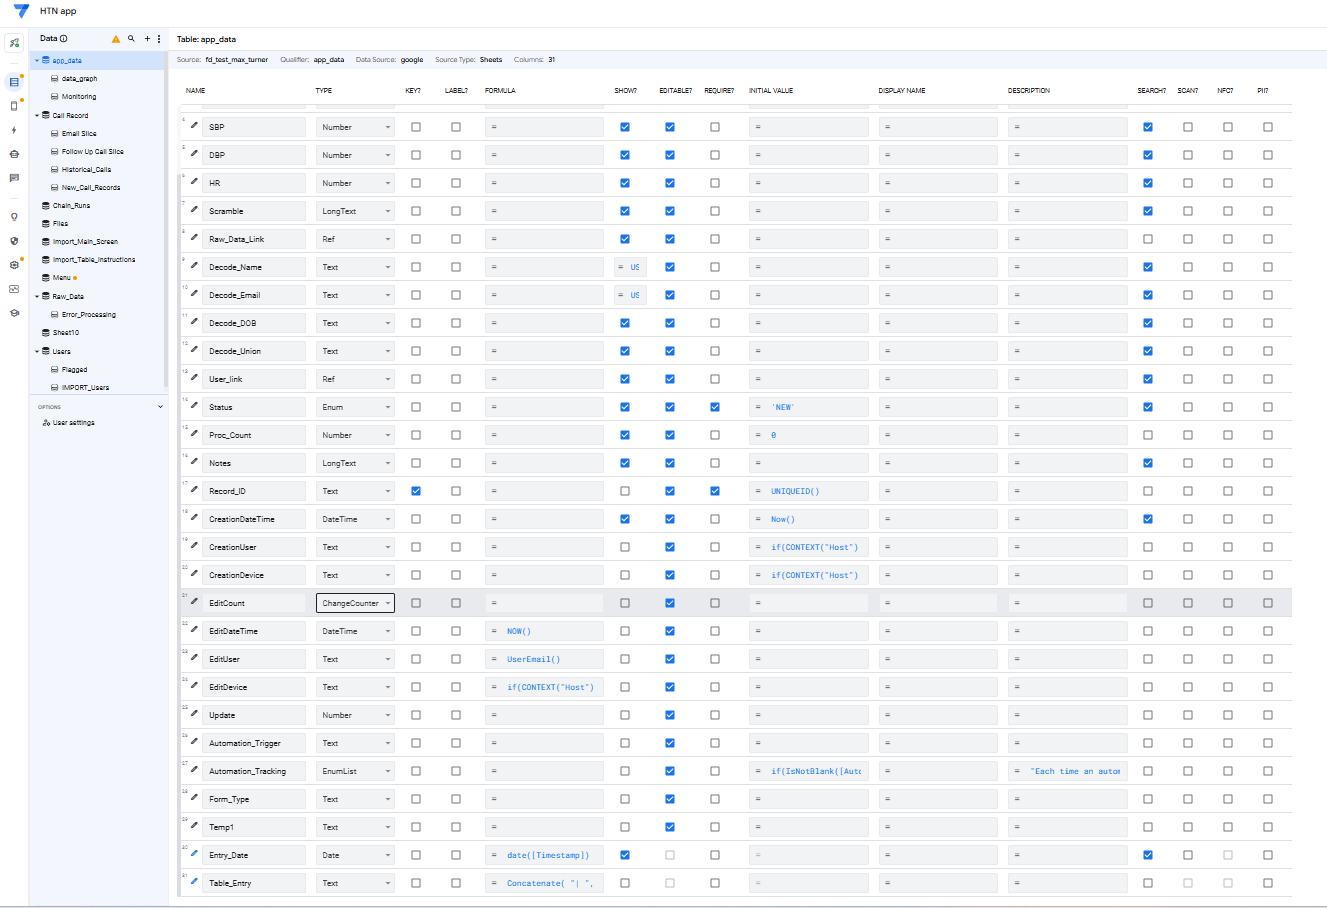 HTN app
Data
Table: app_data
Source: fd_test_max_turner Qualifier: app_data Data Source: google Source Type: Sheets Columns: 31
app_data
data_graph
Monitoring
Call Record
Email Slice
Follow Up Call Slice
Historical_Calls
New_Call_Records
Chain_Runs
Files
Import_Main_Screen
Import_Table_Instructions
Menu
Raw_Data
Error_Processing
Sheet10
Users
Flagged
IMPORT_Users
OPTIONS
User settings
NAME TYPE KEY? LABEL? FORMULA SHOW? EDITABLE? REQUIRE? INITIAL VALUE DISPLAY NAME DESCRIPTION SEARCH? SCAN? NFC? PII?
SBP Number = = = =
DBP Number = = = =
6 HR Number = = = =
7 Scramble LongText = = = =
8 Raw_Data_Link Ref = = = =
9 Decode_Name Text = = US = = =
10 Decode_Email Text = = US = = =
11 Decode_DOB Text = = = =
12 Decode_Union Text = = = =
13 User_link Ref = = = =
14 Status Enum = = 'NEW' = =
15 Proc_Count Number = = 0 = =
16 Notes LongText = = = =
17 Record_ID Text = = UNIQUEID() = =
18 CreationDateTime DateTime = = Now() = =
19 CreationUser Text = = if(CONTEXT("Host") = =
20 CreationDevice Text = = if(CONTEXT("Host") = =
21 EditCount ChangeCounter = = = =
22 EditDateTime DateTime = NOW() = = =
23 EditUser Text = UserEmail() = = =
24 EditDevice Text = if(CONTEXT("Host") = = =
25 Update Number = = = =
26 Automation_Trigger Text = = = =
27 Automation_Tracking EnumList = = if(IsNotBlank([Auto = = "Each time an autom
28 Form_Type Text = = = =
29 Temp1 Text = = = =
30 Entry_Date Date = date([Timestamp]) = = =
31 Table_Entry Text = Concatenate( "| ", = = =